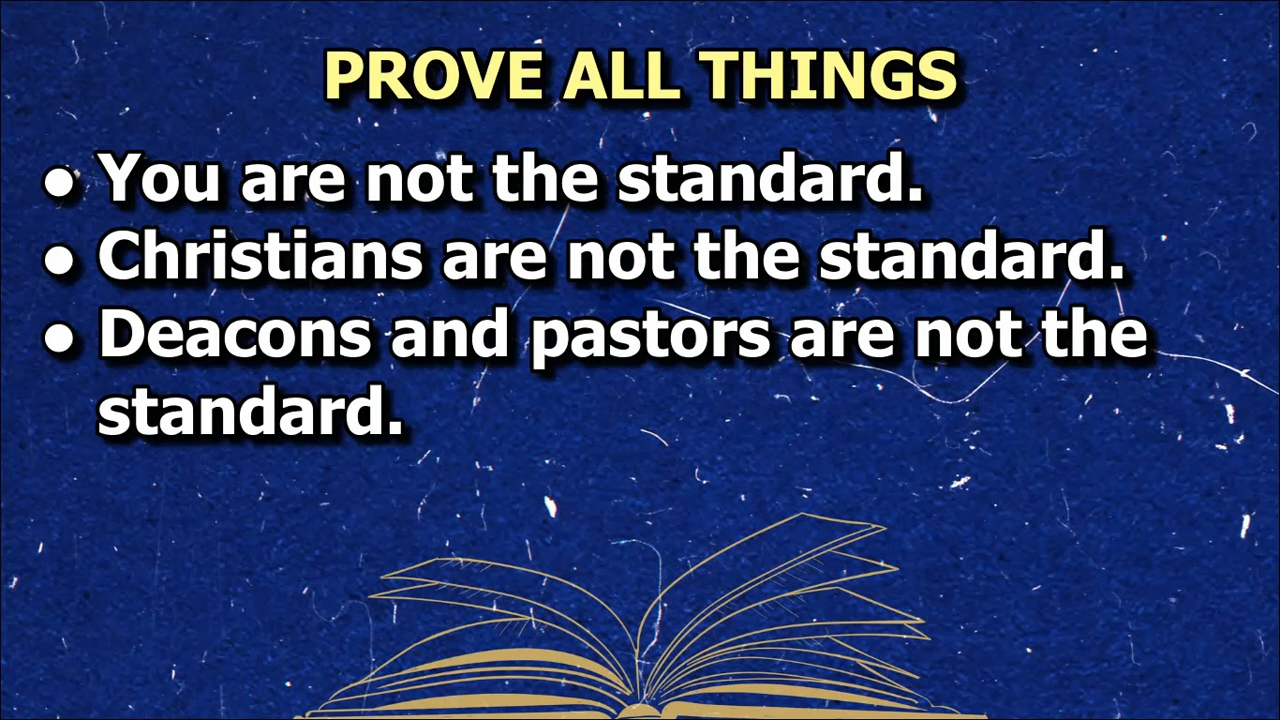 PROVE ALL THINGS
● You are not the standard.
● Christians are not the standard.
● Deacons and pastors are not the
standard.